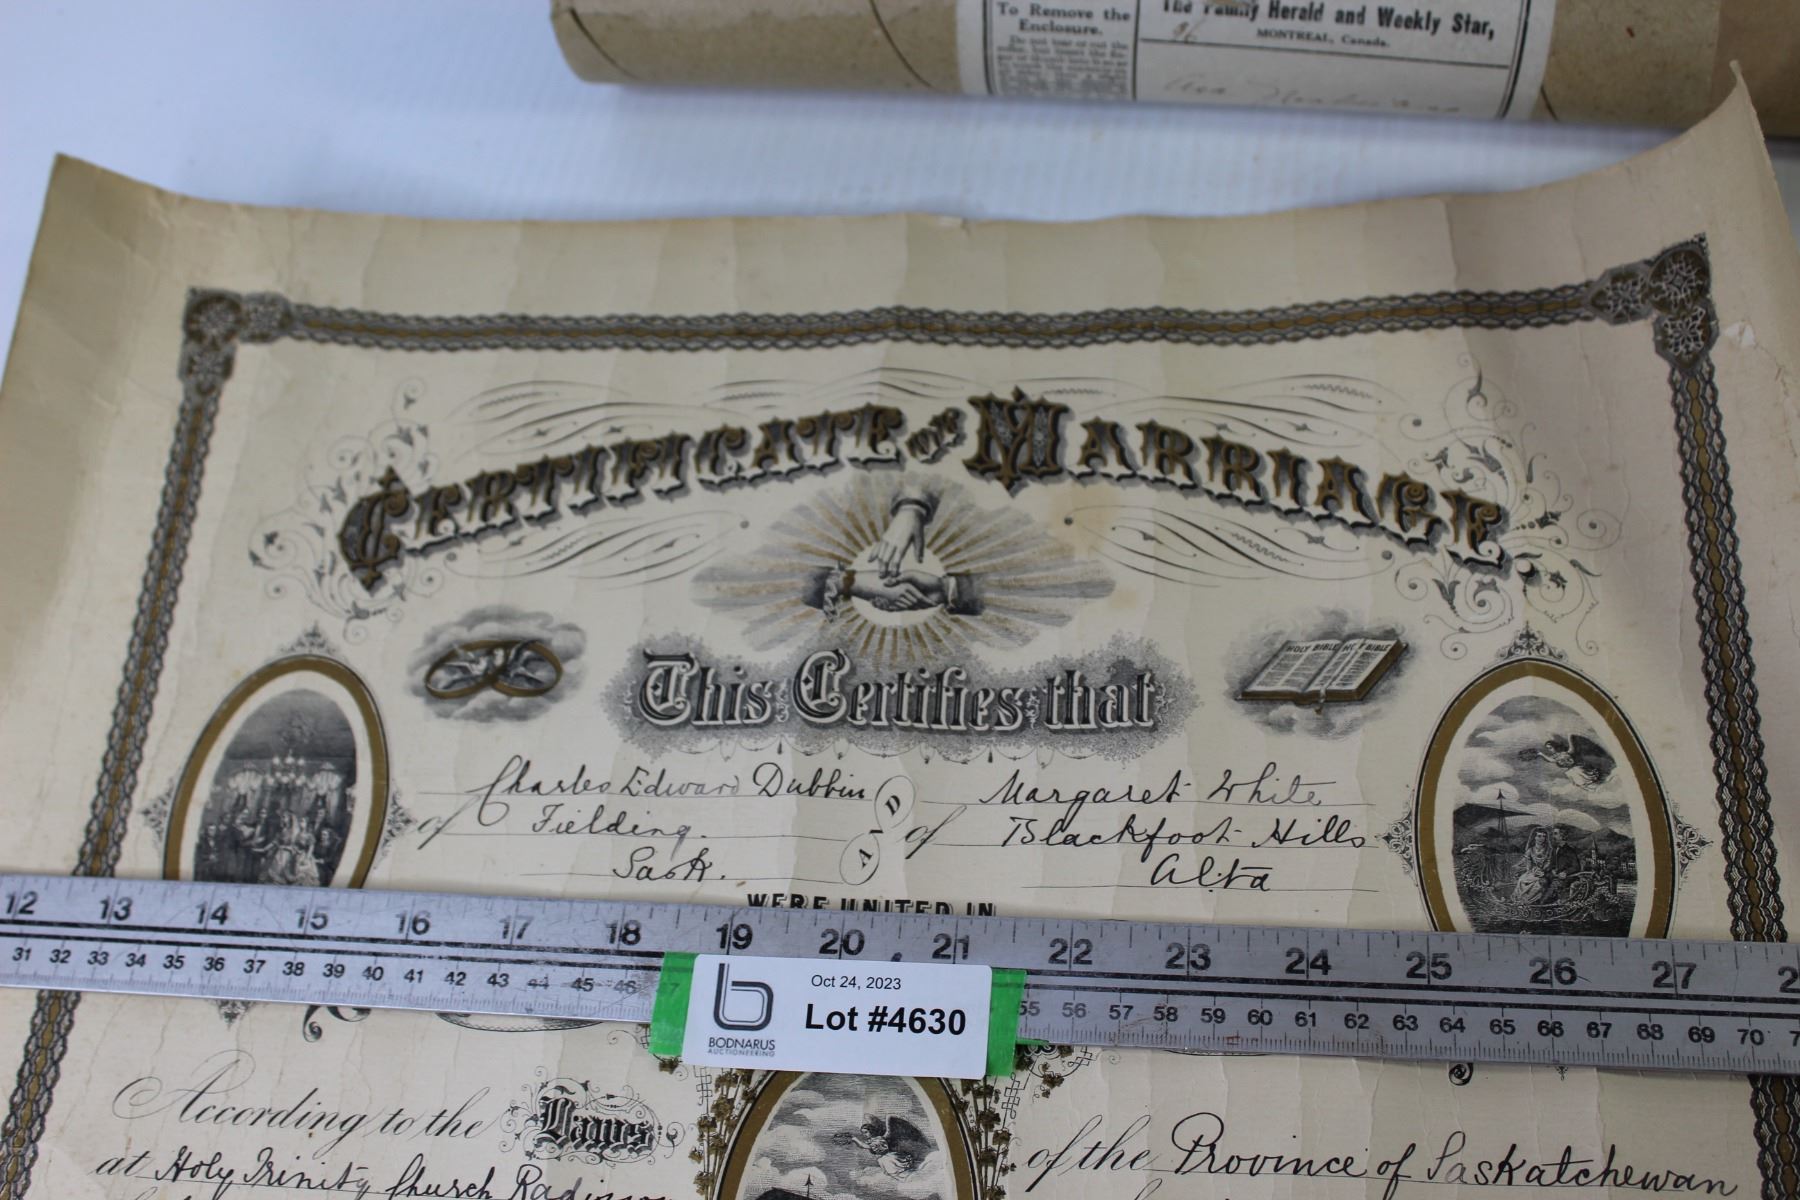 To Remove the
Enclosure.
The Family Herald and Weekly Star,
MONTREAL, Canada.
CERTIFICATE OF MARRIAGE
HOLY BIBLE
This Certifies that
Charles Edward Dubbin AND Margaret White
of Fielding. of Blackfoot Hills
Sask. Alta
WERE UNITED IN
12 13 14 15 16 17 18 19 20 21 22 23 24 25 26 27
31 32 33 34 35 36 37 38 39 40 41 42 43 44 45 46 55 56 57 58 59 60 61 62 63 64 65 66 67 68 69 70
Oct 24, 2023
Lot #4630
BODNARUS
AUCTIONEERING
According to the Laws of the Province of Saskatchewan
at Holy Trinity Church